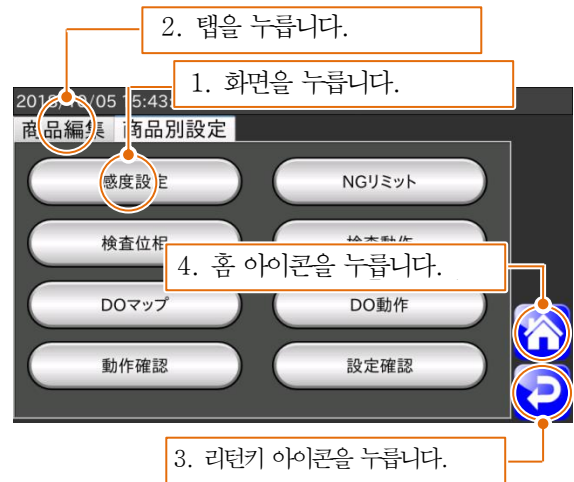 2. 탭을 누릅니다.
1. 화면을 누릅니다.
商品編集 商品別設定
感度設定 NGリミット
検査位相
4. 홈 아이콘을 누릅니다.
DOマップ DO動作
動作確認 設定確認
3. 리턴키 아이콘을 누릅니다.